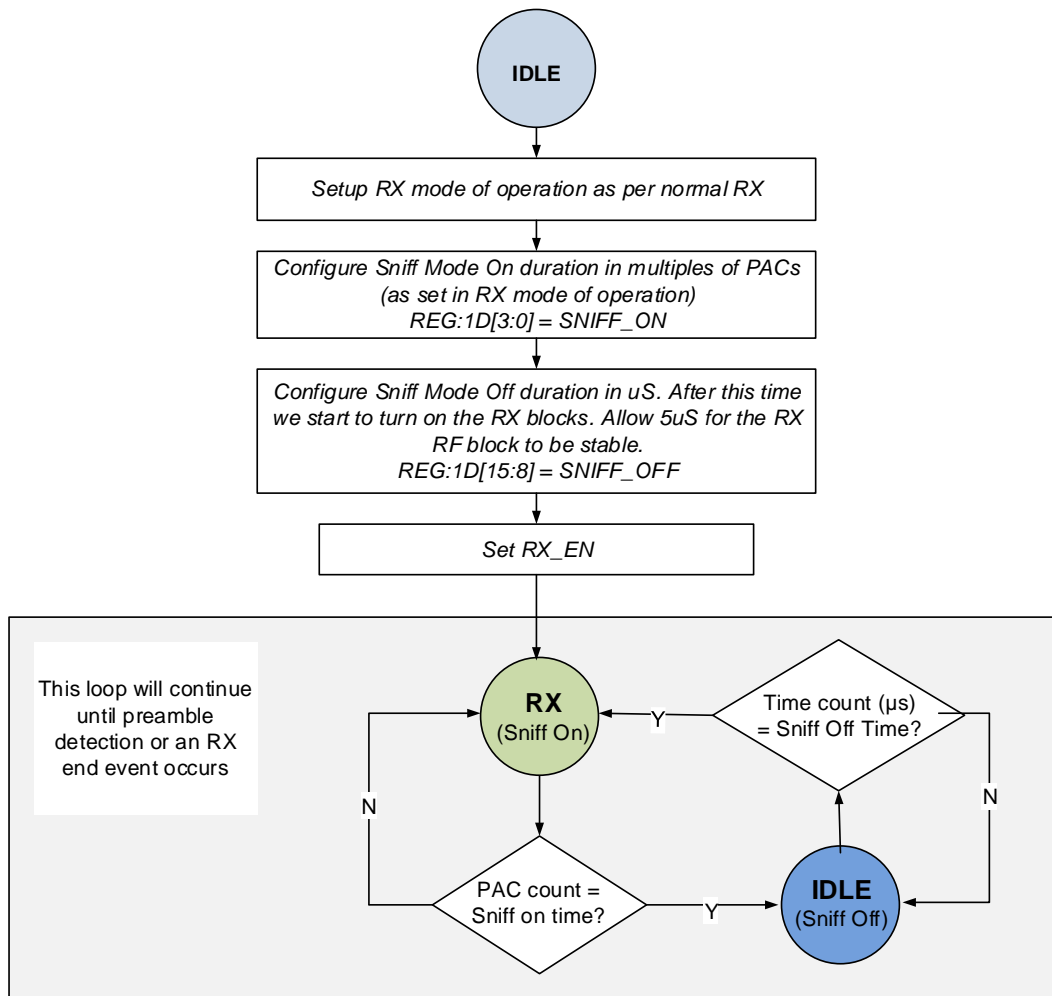 IDLE
Setup RX mode of operation as per normal RX
Configure Sniff Mode On duration in multiples of PACs
(as set in RX mode of operation)
REG:1D[3:0] = SNIFF_ON
Configure Sniff Mode Off duration in uS. After this time
we start to turn on the RX blocks. Allow 5uS for the RX
RF block to be stable.
REG:1D[15:8] = SNIFF_OFF
Set RX_EN
This loop will continue
until preamble
detection or an RX
end event occurs
RX
(Sniff On)
Y
Time count (µs)
= Sniff Off Time?
N
N
PAC count =
Sniff on time?
Y
IDLE
(Sniff Off)